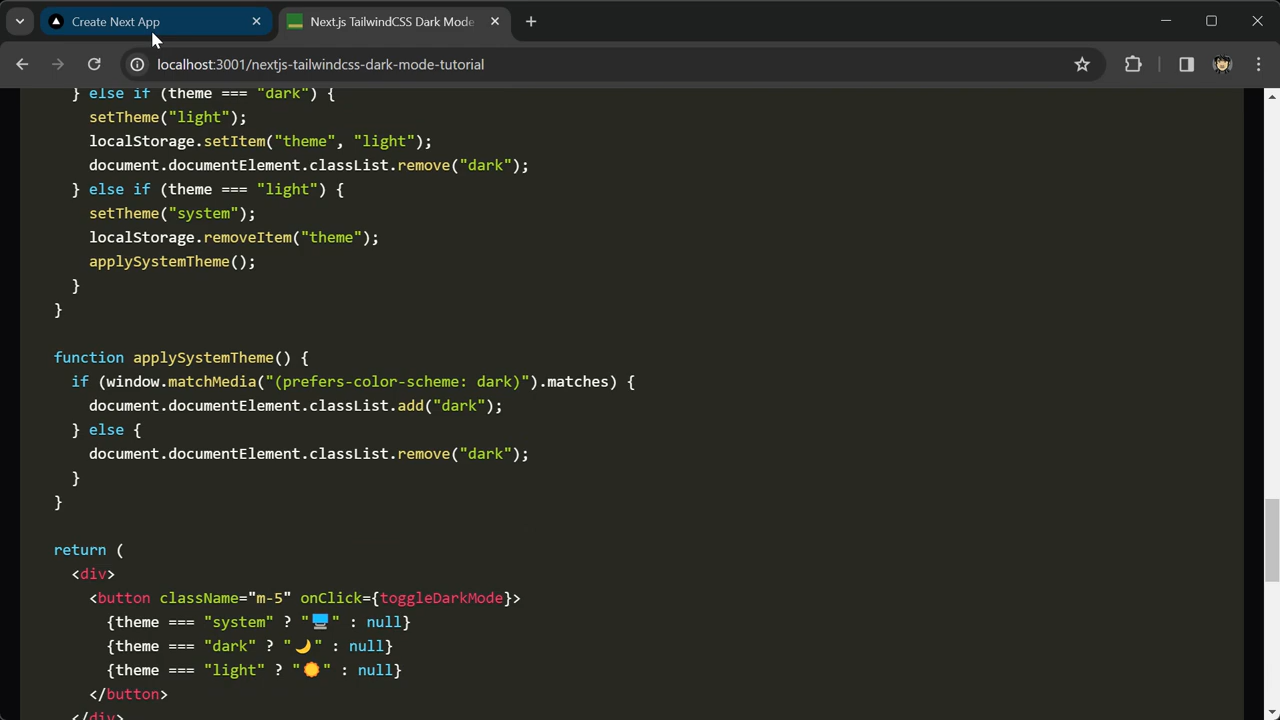 Create Next App
Next.js TailwindCSS Dark Mode
localhost:3001/nextjs-tailwindcss-dark-mode-tutorial
} else if (theme === "dark") {
setTheme("light");
localStorage.setItem("theme", "light");
document.documentElement.classList.remove("dark");
} else if (theme === "light") {
setTheme("system");
localStorage.removeItem("theme");
applySystemTheme();
}
}
function applySystemTheme() {
if (window.matchMedia("(prefers-color-scheme: dark)").matches) {
document.documentElement.classList.add("dark");
} else {
document.documentElement.classList.remove("dark");
}
}
return (
<div>
<button className="m-5" onClick={toggleDarkMode}>
{theme === "system" ? "🖥️" : null}
{theme === "dark" ? "🌙" : null}
{theme === "light" ? "🌞" : null}
</button>
</div>